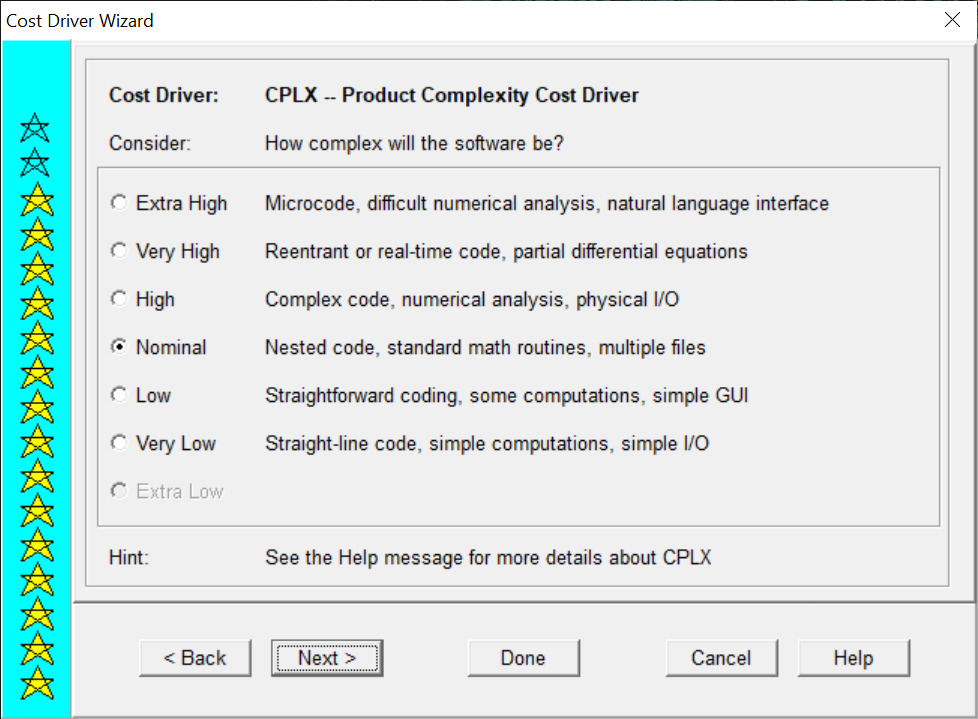 Cost Driver Wizard
Cost Driver: CPLX -- Product Complexity Cost Driver
Consider: How complex will the software be?
Extra High Microcode, difficult numerical analysis, natural language interface
Very High Reentrant or real-time code, partial differential equations
High Complex code, numerical analysis, physical I/O
Nominal Nested code, standard math routines, multiple files
Low Straightforward coding, some computations, simple GUI
Very Low Straight-line code, simple computations, simple I/O
Extra Low
Hint: See the Help message for more details about CPLX
< Back Next > Done Cancel Help